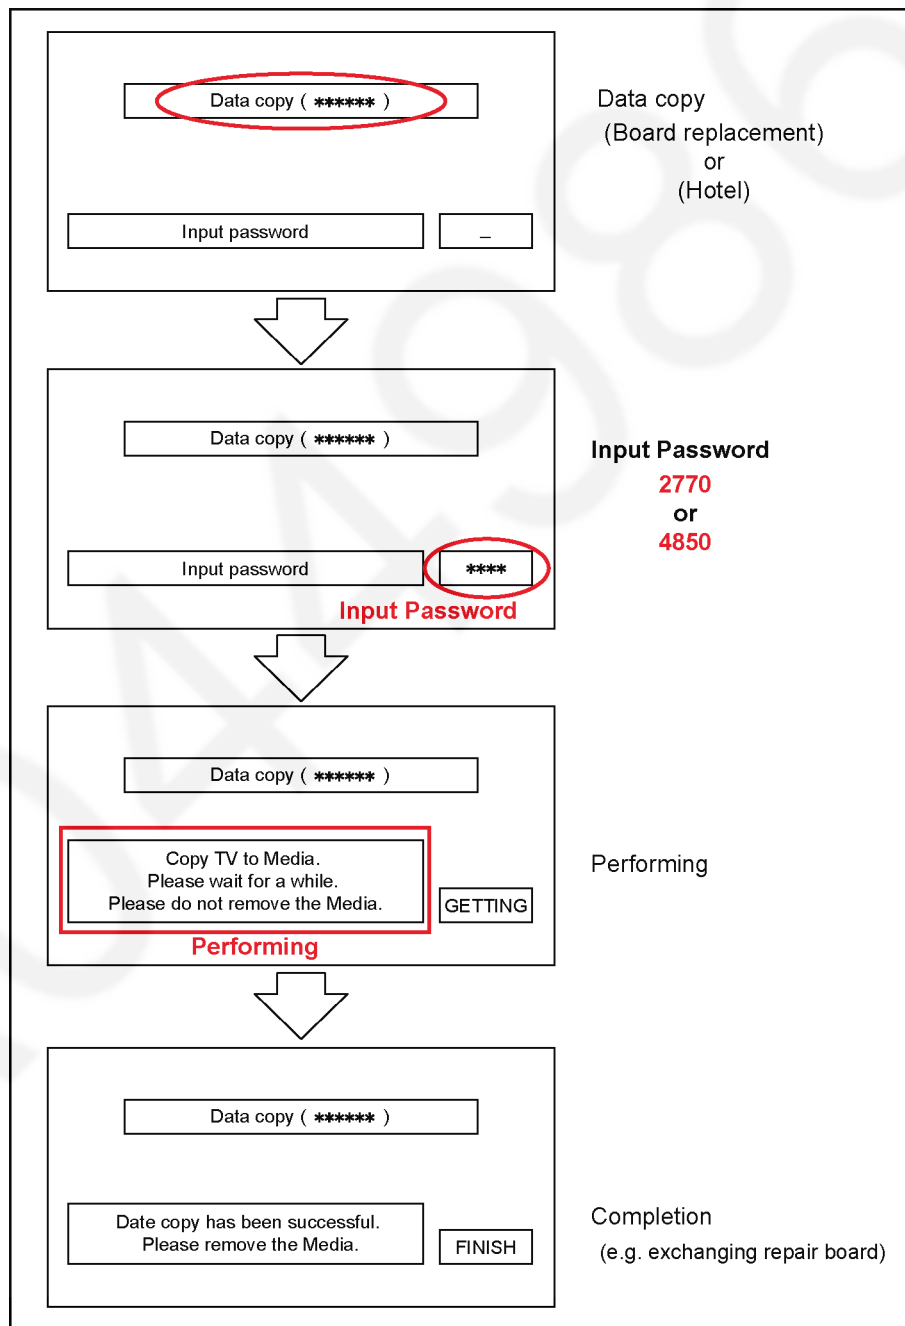 Data copy ( ****** )
Data copy
(Board replacement)
or
(Hotel)
Input password
_
Data copy ( ****** )
Input Password
2770
or
4850
Input password
****
Input Password
Data copy ( ****** )
Copy TV to Media.
Please wait for a while.
Please do not remove the Media.
GETTING
Performing
Performing
Data copy ( ****** )
Date copy has been successful.
Please remove the Media.
FINISH
Completion
(e.g. exchanging repair board)